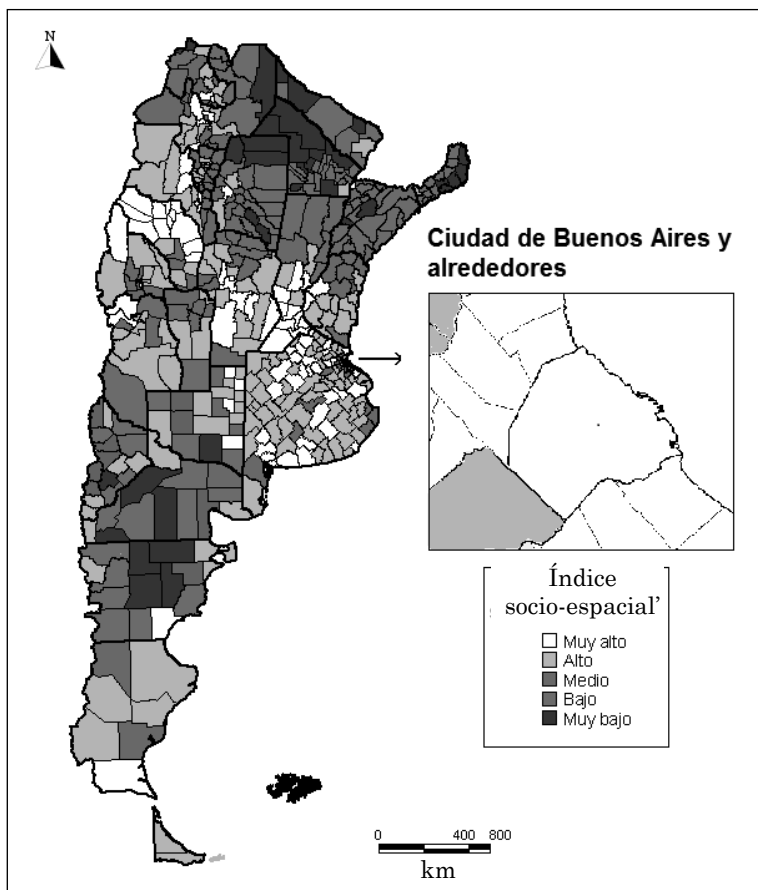 N
Ciudad de Buenos Aires y
alrededores
Índice
socio-espacial’
Muy alto
Alto
Medio
Bajo
Muy bajo
0 400 800
km